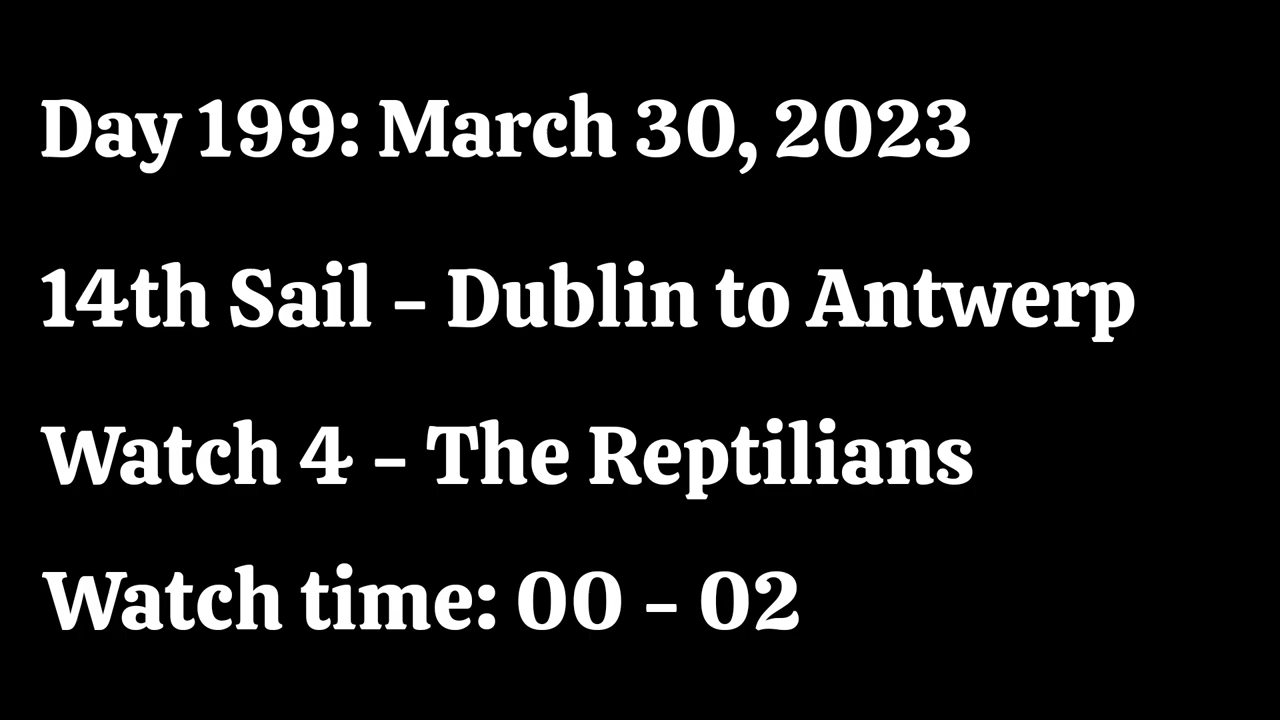 Day 199: March 30, 2023
14th Sail - Dublin to Antwerp
Watch 4 - The Reptilians
Watch time: 00 - 02